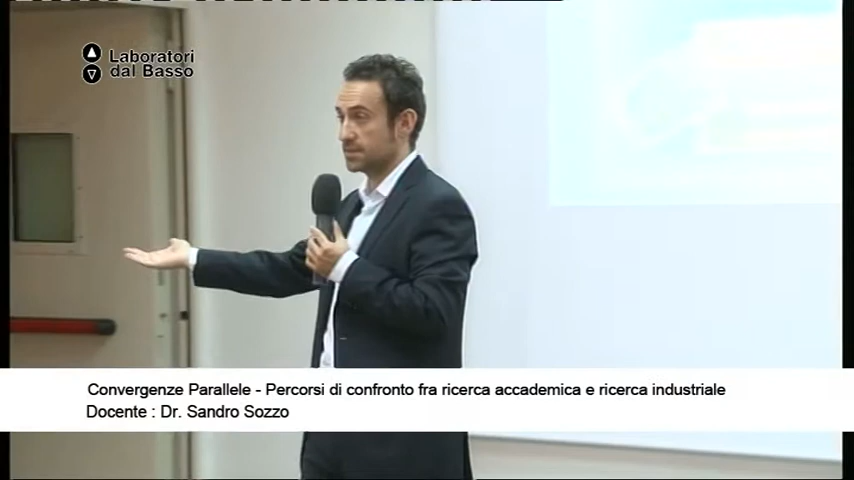 Laboratori
dal Basso
Convergenze Parallele - Percorsi di confronto fra ricerca accademica e ricerca industriale
Docente : Dr. Sandro Sozzo